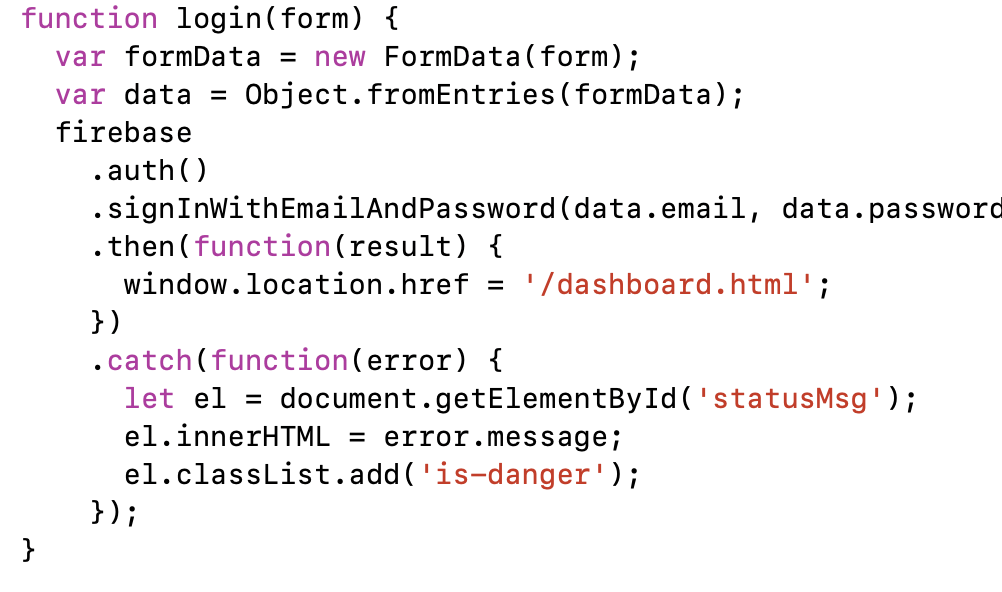 function login(form) {
  var formData = new FormData(form);
  var data = Object.fromEntries(formData);
  firebase
    .auth()
    .signInWithEmailAndPassword(data.email, data.password
    .then(function(result) {
      window.location.href = '/dashboard.html';
    })
    .catch(function(error) {
      let el = document.getElementById('statusMsg');
      el.innerHTML = error.message;
      el.classList.add('is-danger');
    });
}